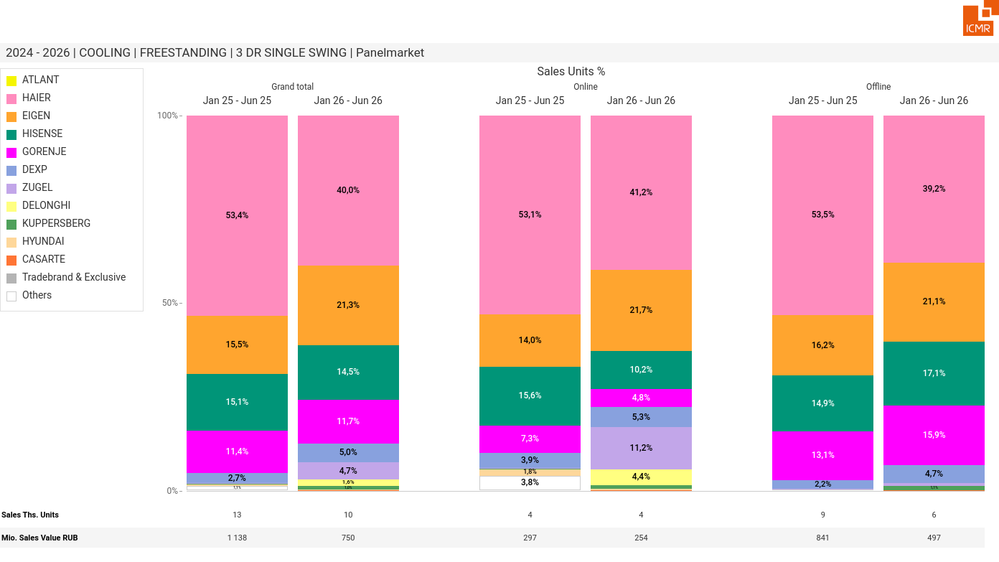 ICMR
2024 - 2026 | COOLING | FREESTANDING | 3 DR SINGLE SWING | Panelmarket
ATLANT
HAIER
EIGEN
HISENSE
GORENJE
DEXP
ZUGEL
DELONGHI
KUPPERSBERG
HYUNDAI
CASARTE
Tradebrand & Exclusive
Others
Sales Units %
Grand total Online Offline
Jan 25 - Jun 25 Jan 26 - Jun 26 Jan 25 - Jun 25 Jan 26 - Jun 26 Jan 25 - Jun 25 Jan 26 - Jun 26
100%
50%
0%
53,4%
15,5%
15,1%
11,4%
2,7%
1,1%
40,0%
21,3%
14,5%
11,7%
5,0%
4,7%
1,6%
1,0%
53,1%
14,0%
15,6%
7,3%
3,9%
1,8%
3,8%
41,2%
21,7%
10,2%
4,8%
5,3%
11,2%
4,4%
53,5%
16,2%
14,9%
13,1%
2,2%
39,2%
21,1%
17,1%
15,9%
4,7%
1,1%
Sales Ths. Units 13 10 4 4 9 6
Mio. Sales Value RUB 1 138 750 297 254 841 497